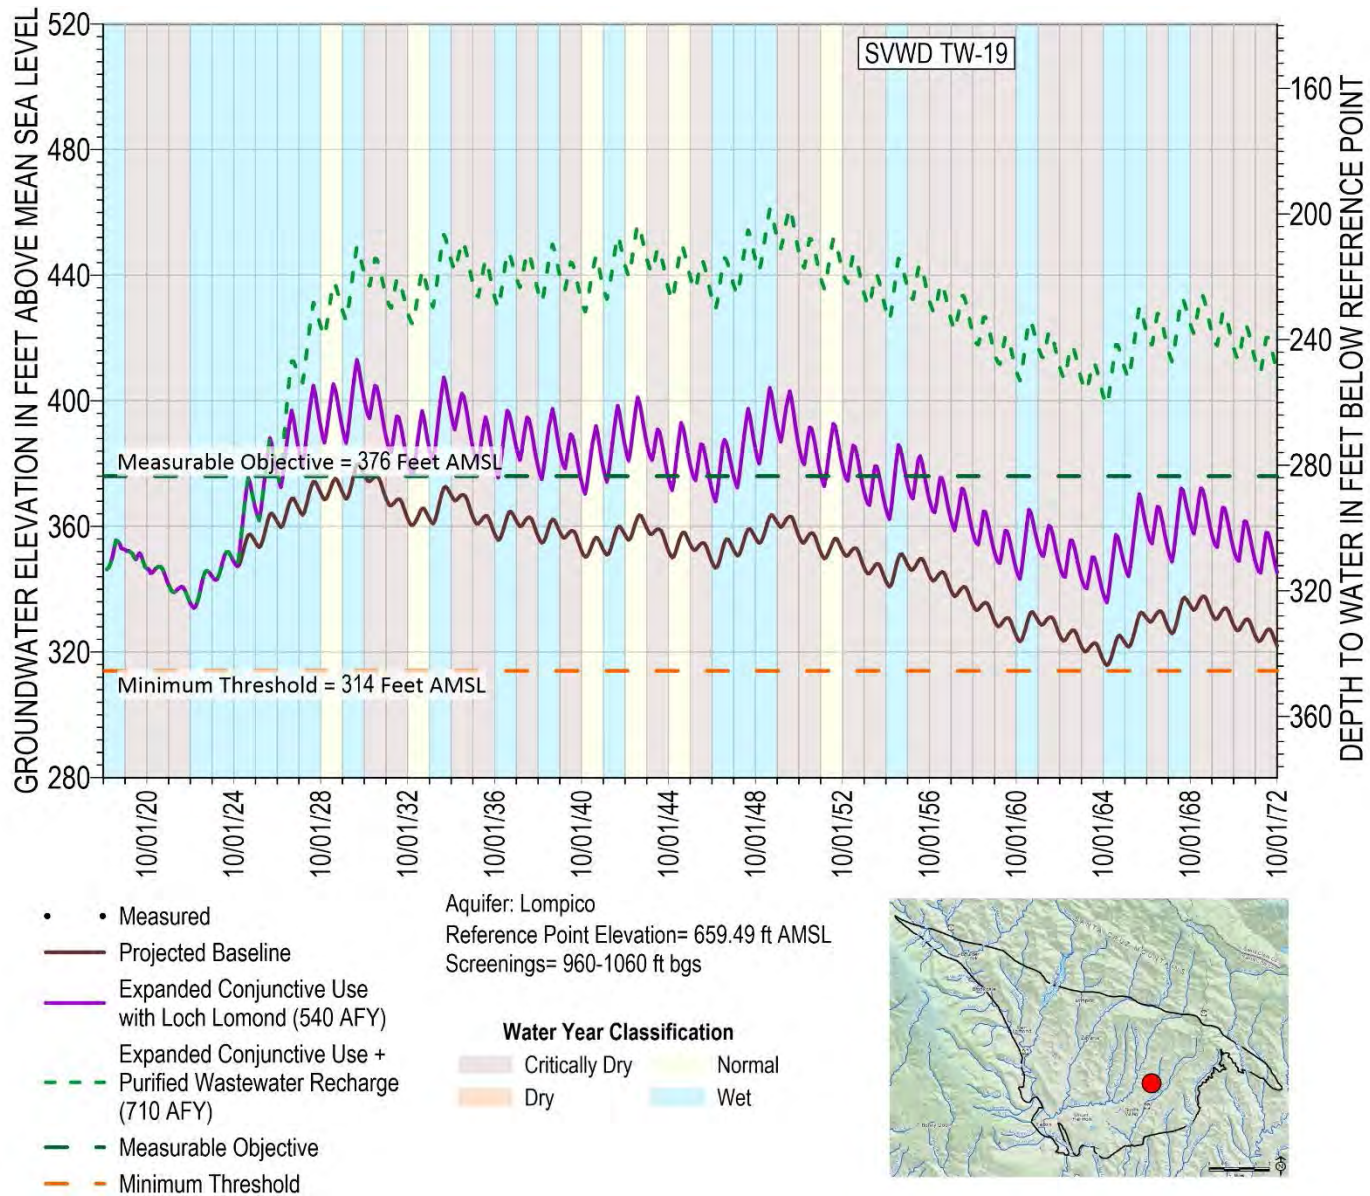 GROUNDWATER ELEVATION IN FEET ABOVE MEAN SEA LEVEL
520
480
440
400
360
320
280
SVWD TW-19
Measurable Objective = 376 Feet AMSL
Minimum Threshold = 314 Feet AMSL
160
200
240
280
320
360
DEPTH TO WATER IN FEET BELOW REFERENCE POINT
10/01/20
10/01/24
10/01/28
10/01/32
10/01/36
10/01/40
10/01/44
10/01/48
10/01/52
10/01/56
10/01/60
10/01/64
10/01/68
10/01/72
Measured
Projected Baseline
Expanded Conjunctive Use
with Loch Lomond (540 AFY)
Expanded Conjunctive Use +
Purified Wastewater Recharge
(710 AFY)
Measurable Objective
Minimum Threshold
Aquifer: Lompico
Reference Point Elevation= 659.49 ft AMSL
Screenings= 960-1060 ft bgs
Water Year Classification
Critically Dry
Normal
Dry
Wet